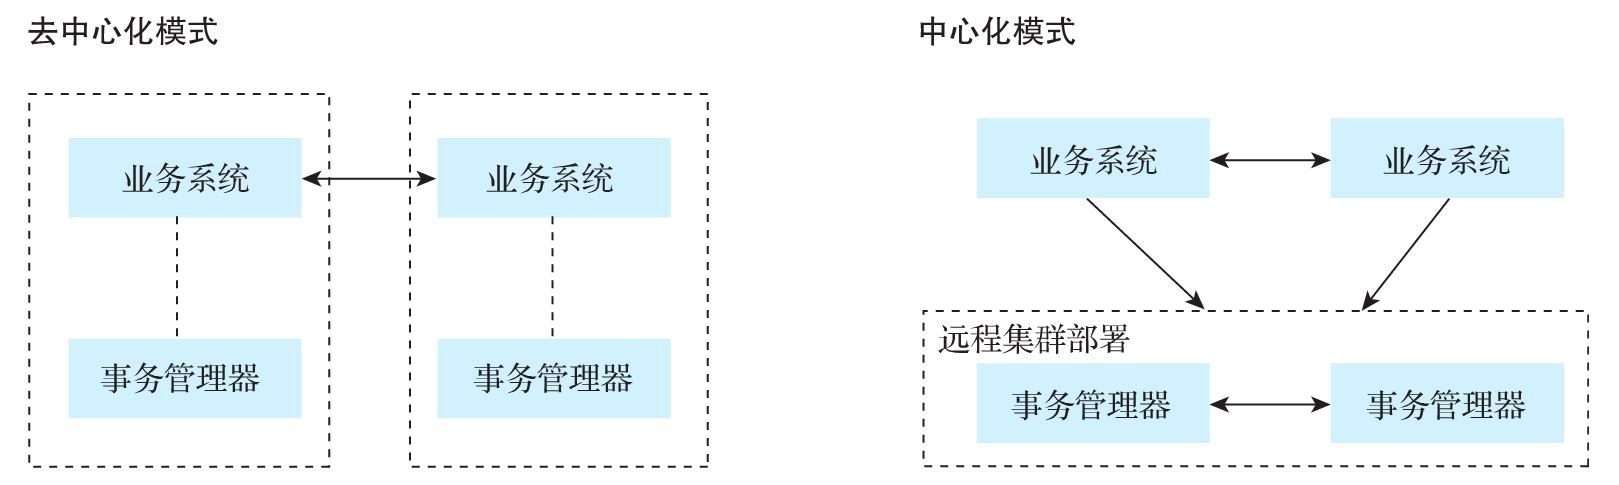 去中心化模式
业务系统
业务系统
事务管理器
事务管理器
中心化模式
业务系统
业务系统
远程集群部署
事务管理器
事务管理器